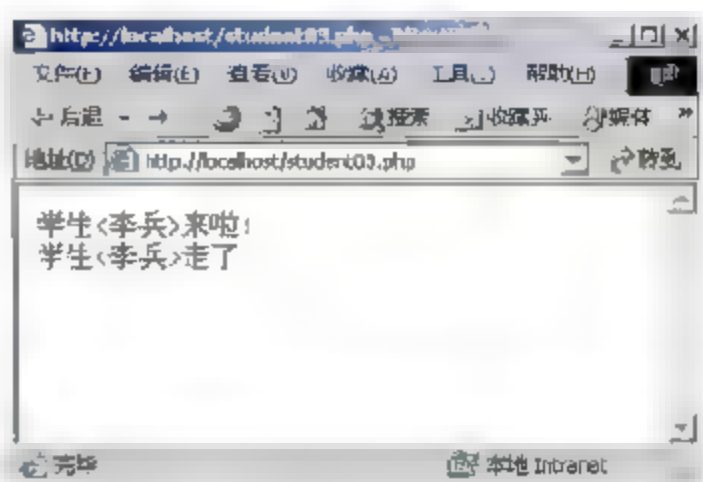 http://localhost/student03.php
文件(F) 编辑(E) 查看(V) 收藏(A) 工具(T) 帮助(H)
后退 搜索 收藏夹 媒体 »
地址(D) http://localhost/student03.php 转到
学生<李兵>来啦!
学生<李兵>走了
完毕 本地 Intranet